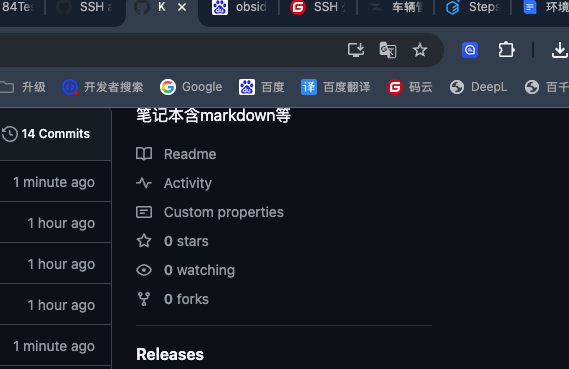 84Tes SSH a K obsid SSH 车辆管 Steps 环境
升级 开发者搜索 Google 百度 译 百度翻译 码云 DeepL 百千
14 Commits
笔记本含markdown等
Readme
1 minute ago
Activity
Custom properties
1 hour ago
0 stars
1 hour ago
0 watching
0 forks
1 hour ago
1 minute ago
Releases